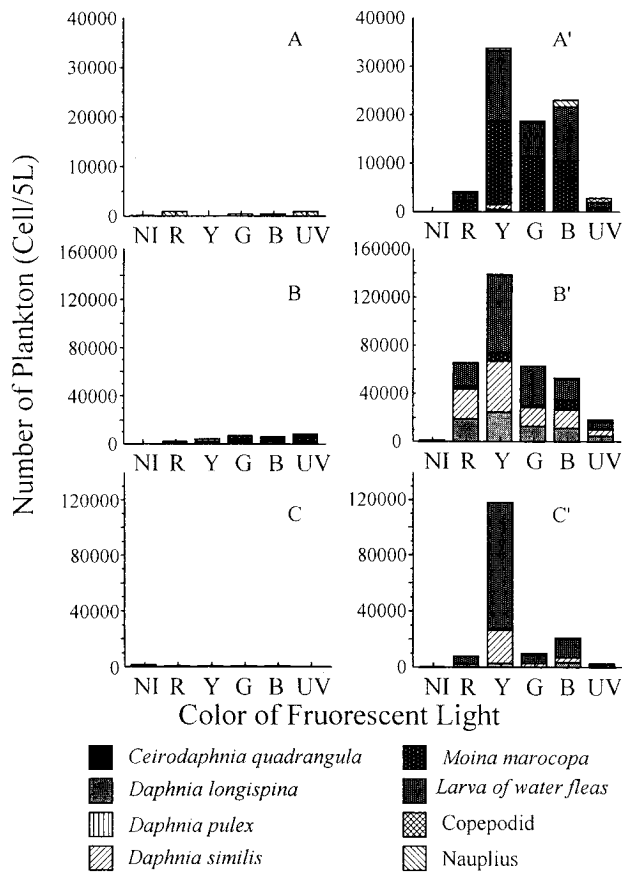 Number of Plankton (Cell/5L)
40000
30000
20000
10000
0
A
NI R Y G B UV
40000
30000
20000
10000
0
A'
NI R Y G B UV
160000
120000
80000
40000
0
B
NI R Y G B UV
160000
120000
80000
40000
0
B'
NI R Y G B UV
120000
80000
40000
0
C
NI R Y G B UV
120000
80000
40000
0
C'
NI R Y G B UV
Color of Fruorescent Light
Ceirodaphnia quadrangula
Daphnia longispina
Daphnia pulex
Daphnia similis
Moina marocopa
Larva of water fleas
Copepodid
Nauplius